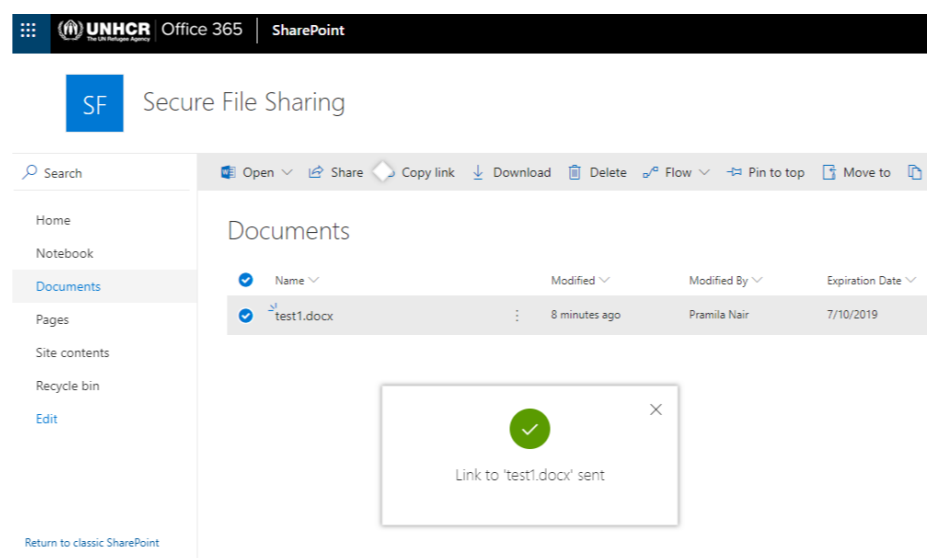 UNHCR Office 365 SharePoint
The UN Refugee Agency
SF Secure File Sharing
Search
Open Share Copy link Download Delete Flow Pin to top Move to
Home
Notebook
Documents
Pages
Site contents
Recycle bin
Edit
Return to classic SharePoint
Documents
Name Modified Modified By Expiration Date
test1.docx 8 minutes ago Pramila Nair 7/10/2019
Link to 'test1.docx' sent